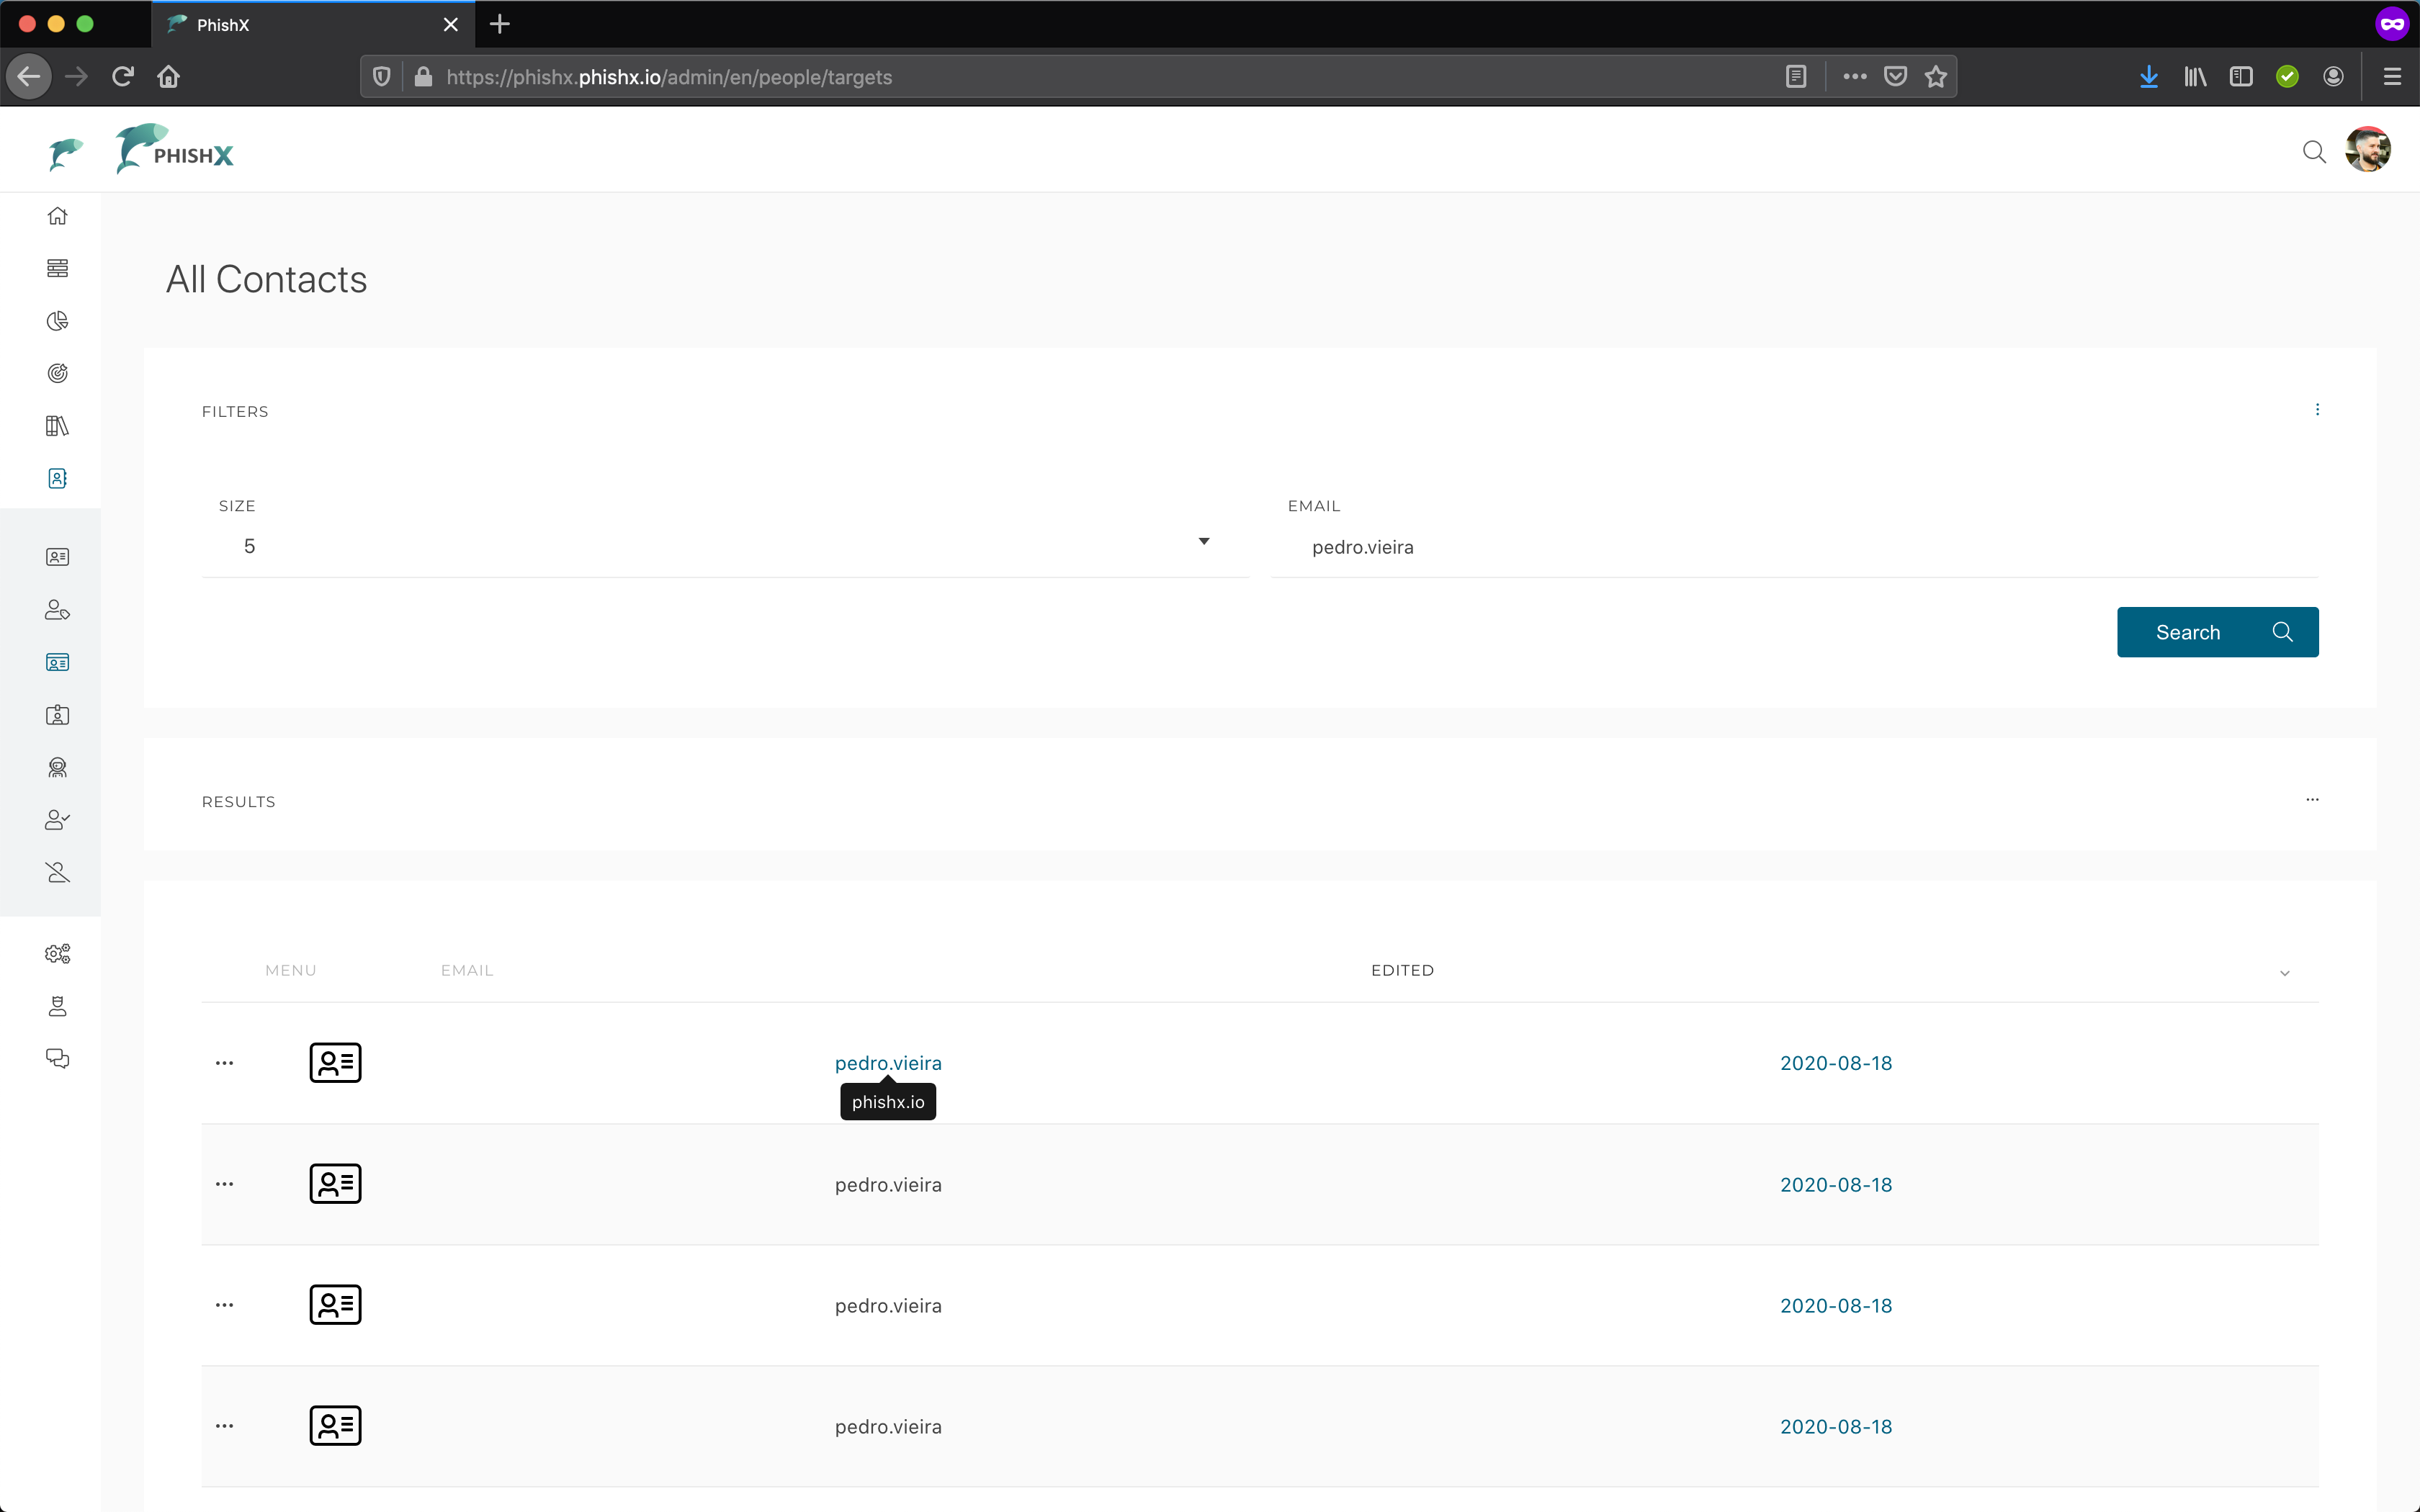 PhishX
https://phishx.phishx.io/admin/en/people/targets
PHISHX
All Contacts
FILTERS
SIZE
EMAIL
5
pedro.vieira
Search
RESULTS
MENU
EMAIL
EDITED
pedro.vieira
2020-08-18
phishx.io
pedro.vieira
2020-08-18
pedro.vieira
2020-08-18
pedro.vieira
2020-08-18